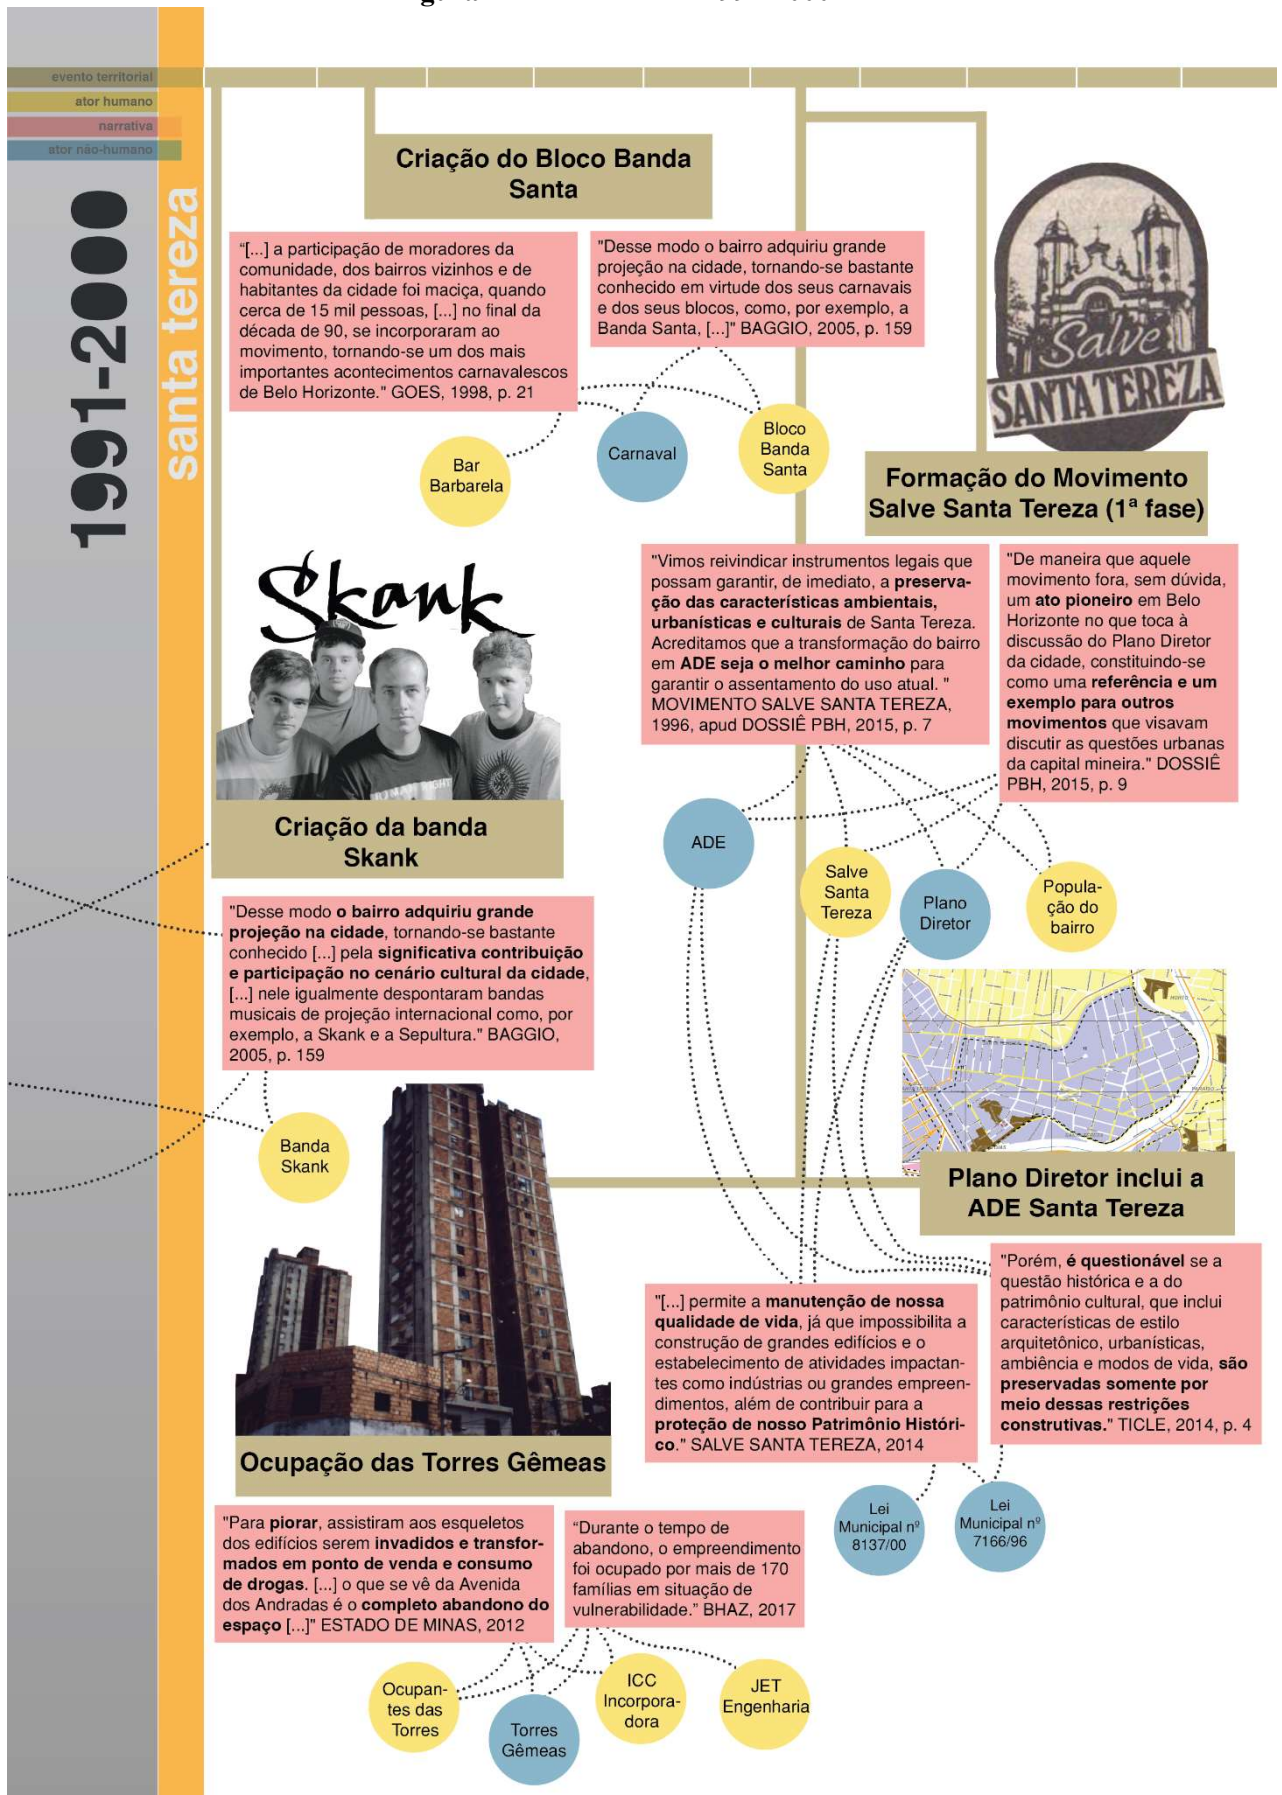 evento territorial
ator humano
narrativa
ator não-humano
1991-2000
santa tereza
Criação do Bloco Banda
Santa
"[...] a participação de moradores da
comunidade, dos bairros vizinhos e de
habitantes da cidade foi maciça, quando
cerca de 15 mil pessoas, [...] no final da
década de 90, se incorporaram ao
movimento, tornando-se um dos mais
importantes acontecimentos carnavalescos
de Belo Horizonte." GOES, 1998, p. 21
"Desse modo o bairro adquiriu grande
projeção na cidade, tornando-se bastante
conhecido em virtude dos seus carnavais
e dos seus blocos, como, por exemplo, a
Banda Santa, [...]" BAGGIO, 2005, p. 159
Bar
Barbarela
Carnaval
Bloco
Banda
Santa
Salve
SANTA TEREZA
Formação do Movimento
Salve Santa Tereza (1ª fase)
"Vimos reivindicar instrumentos legais que
possam garantir, de imediato, a preserva-
ção das características ambientais,
urbanísticas e culturais de Santa Tereza.
Acreditamos que a transformação do bairro
em ADE seja o melhor caminho para
garantir o assentamento do uso atual. "
MOVIMENTO SALVE SANTA TEREZA,
1996, apud DOSSIÊ PBH, 2015, p. 7
"De maneira que aquele
movimento fora, sem dúvida,
um ato pioneiro em Belo
Horizonte no que toca à
discussão do Plano Diretor
da cidade, constituindo-se
como uma referência e um
exemplo para outros
movimentos que visavam
discutir as questões urbanas
da capital mineira." DOSSIÊ
PBH, 2015, p. 9
Skank
Criação da banda
Skank
ADE
Salve
Santa
Tereza
Plano
Diretor
Popula-
ção do
bairro
"Desse modo o bairro adquiriu grande
projeção na cidade, tornando-se bastante
conhecido [...] pela significativa contribuição
e participação no cenário cultural da cidade,
[...] nele igualmente despontaram bandas
musicais de projeção internacional como, por
exemplo, a Skank e a Sepultura." BAGGIO,
2005, p. 159
Banda
Skank
Plano Diretor inclui a
ADE Santa Tereza
"[...] permite a manutenção de nossa
qualidade de vida, já que impossibilita a
construção de grandes edifícios e o
estabelecimento de atividades impactan-
tes como indústrias ou grandes empreen-
dimentos, além de contribuir para a
proteção de nosso Patrimônio Históri-
co." SALVE SANTA TEREZA, 2014
"Porém, é questionável se a
questão histórica e a do
patrimônio cultural, que inclui
características de estilo
arquitetônico, urbanísticas,
ambiência e modos de vida, são
preservadas somente por
meio dessas restrições
construtivas." TICLE, 2014, p. 4
Lei
Municipal nº
8137/00
Lei
Municipal nº
7166/96
Ocupação das Torres Gêmeas
"Para piorar, assistiram aos esqueletos
dos edifícios serem invadidos e transfor-
mados em ponto de venda e consumo
de drogas. [...] o que se vê da Avenida
dos Andradas é o completo abandono do
espaço [...]" ESTADO DE MINAS, 2012
"Durante o tempo de
abandono, o empreendimento
foi ocupado por mais de 170
famílias em situação de
vulnerabilidade." BHAZ, 2017
Ocupan-
tes das
Torres
Torres
Gêmeas
ICC
Incorpora-
dora
JET
Engenharia